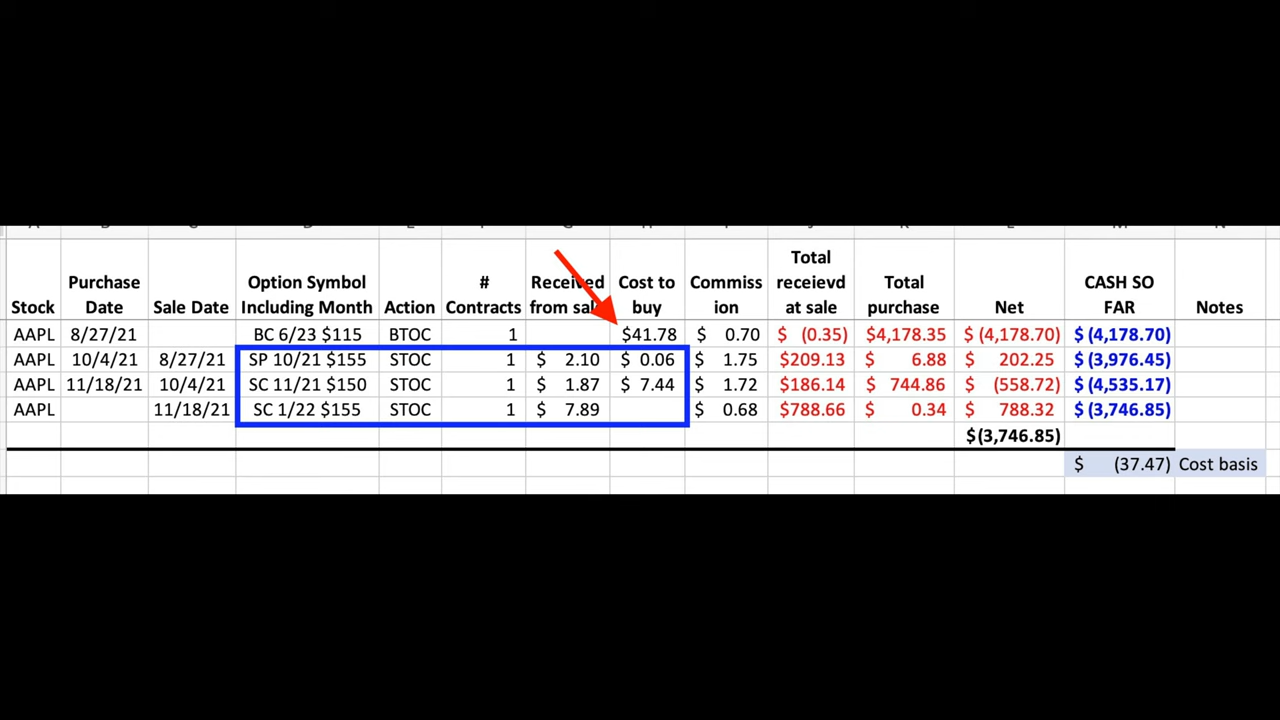 Total
Purchase Option Symbol # Received Cost to Commiss receievd Total CASH SO
Stock Date Sale Date Including Month Action Contracts from sale buy ion at sale purchase Net FAR Notes
AAPL 8/27/21 BC 6/23 $115 BTOC 1 $41.78 $ 0.70 $ (0.35) $4,178.35 $ (4,178.70) $ (4,178.70)
AAPL 10/4/21 8/27/21 SP 10/21 $155 STOC 1 $ 2.10 $ 0.06 $ 1.75 $209.13 $ 6.88 $ 202.25 $ (3,976.45)
AAPL 11/18/21 10/4/21 SC 11/21 $150 STOC 1 $ 1.87 $ 7.44 $ 1.72 $186.14 $ 744.86 $ (558.72) $ (4,535.17)
AAPL 11/18/21 SC 1/22 $155 STOC 1 $ 7.89 $ 0.68 $788.66 $ 0.34 $ 788.32 $ (3,746.85)
$(3,746.85)
$ (37.47) Cost basis